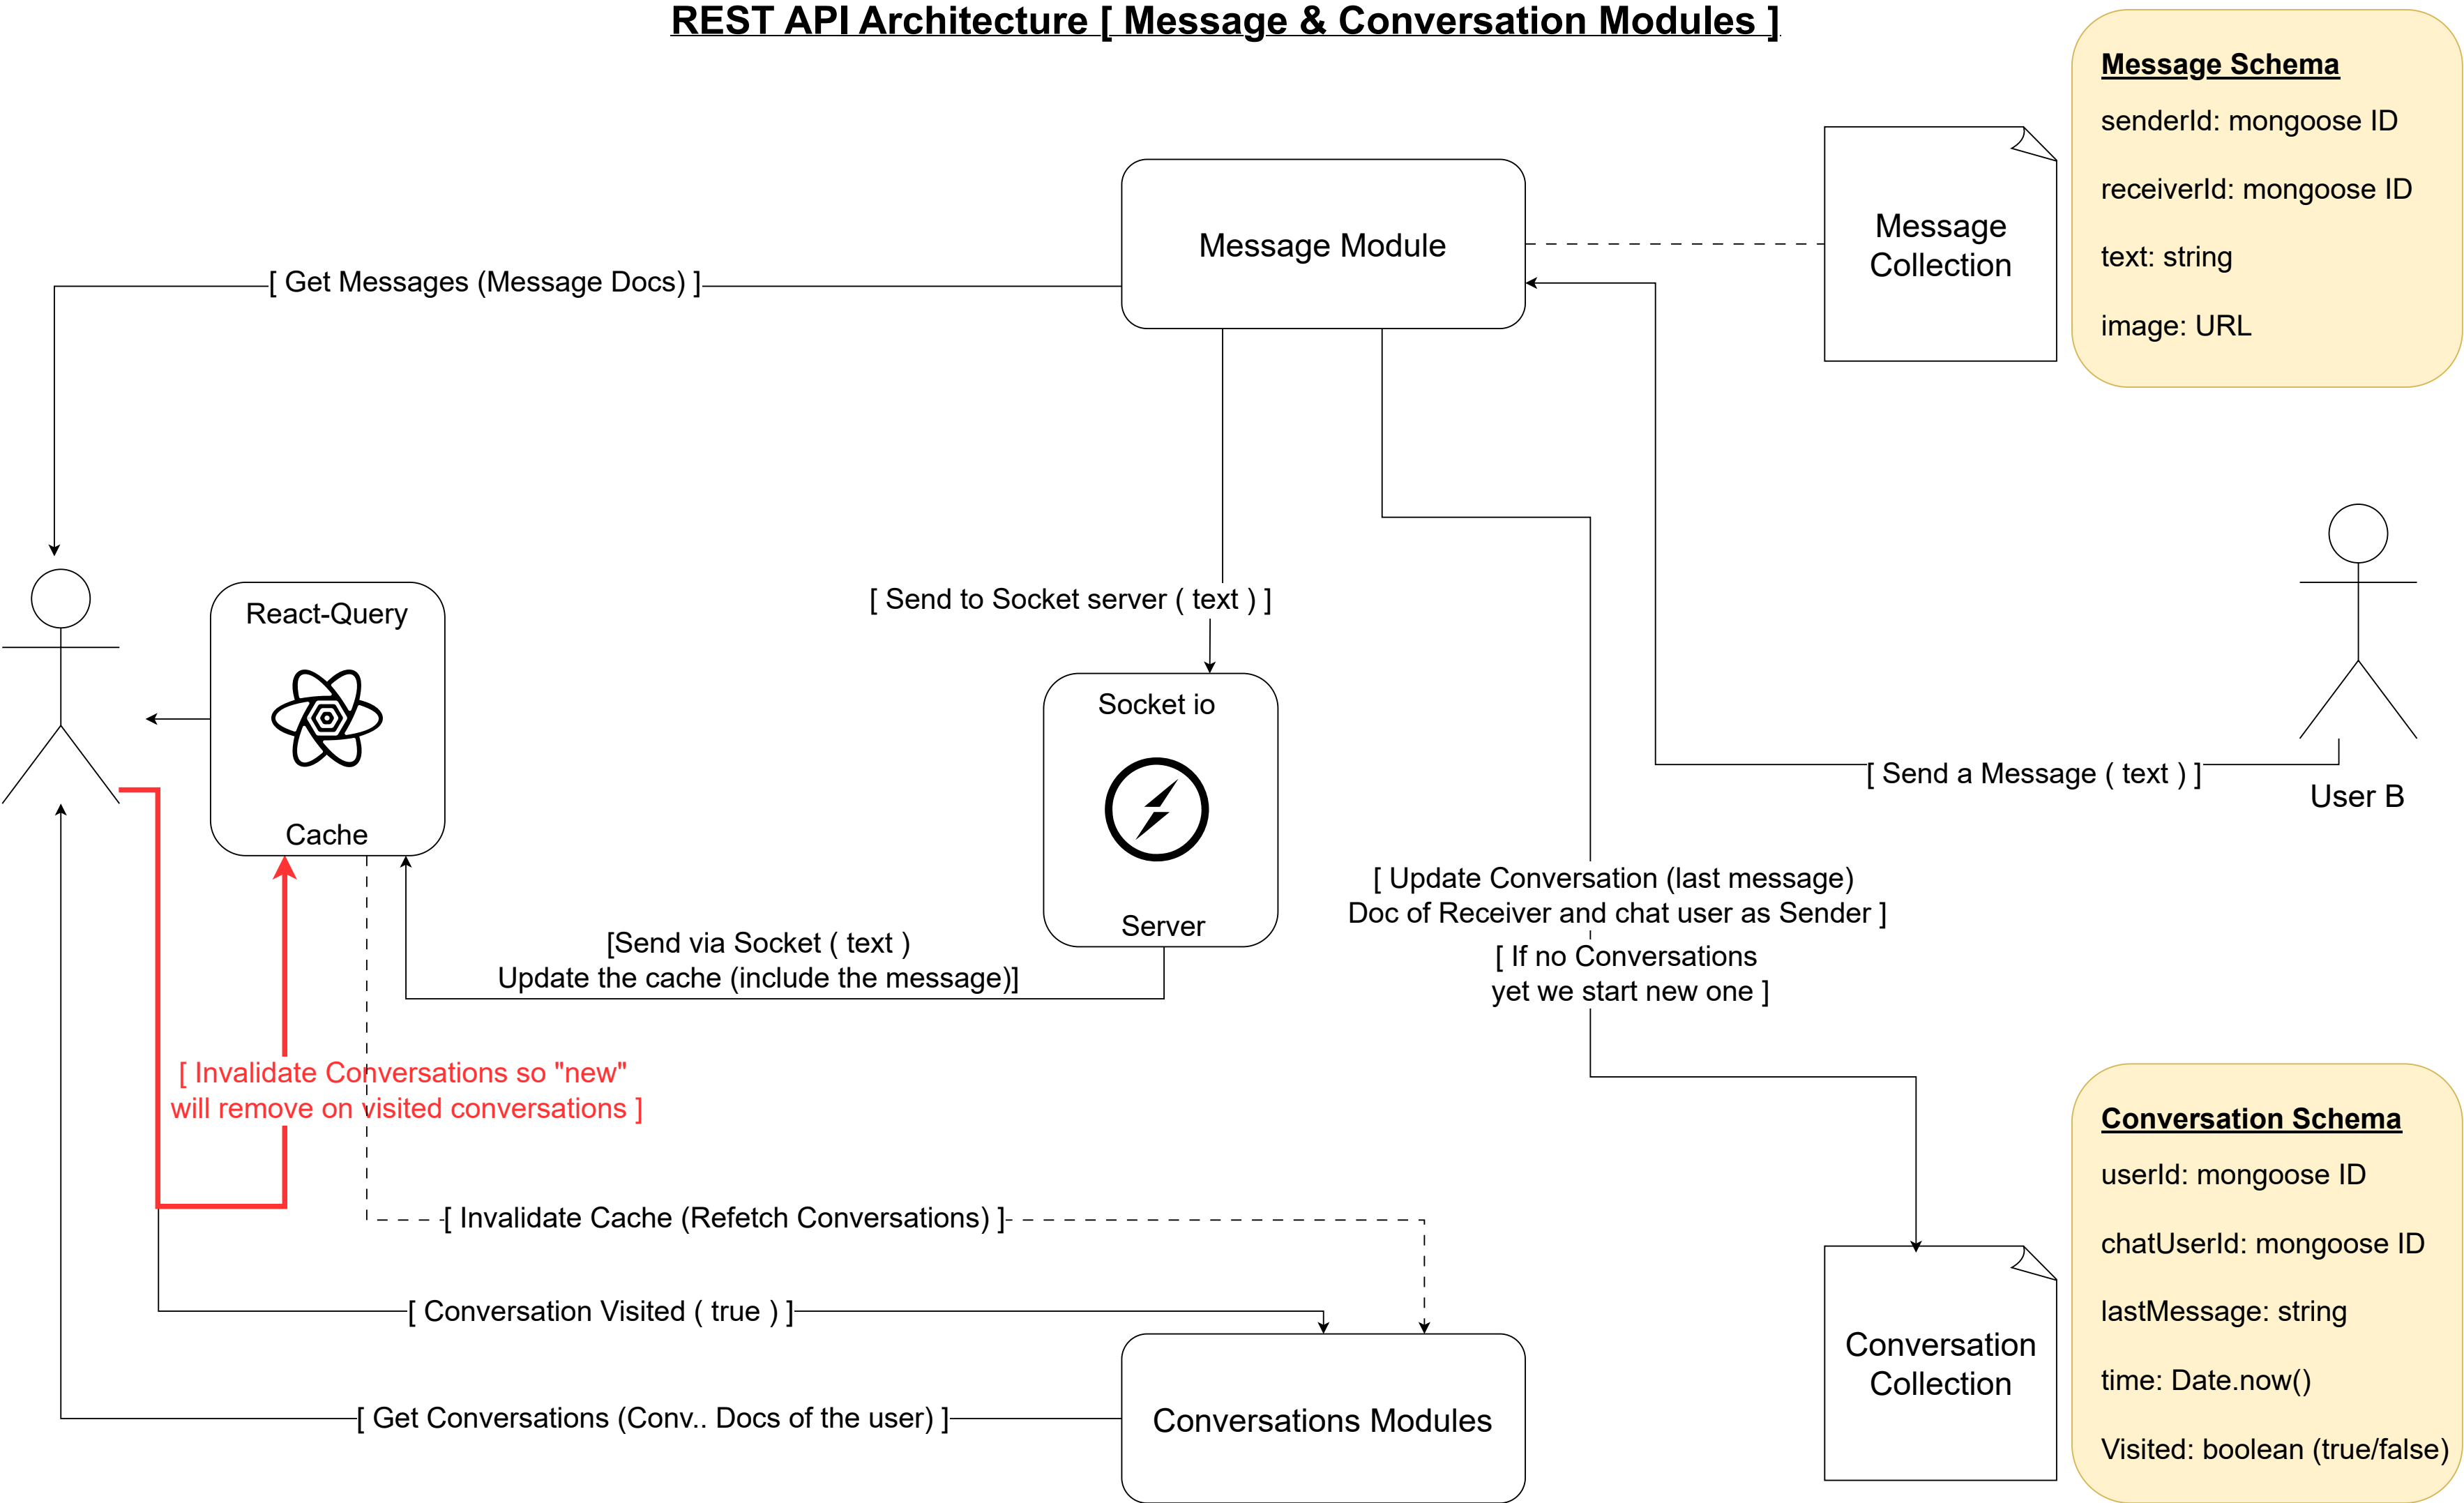 REST API Architecture [ Message & Conversation Modules ]
Message Schema
senderId: mongoose ID
receiverId: mongoose ID
text: string
image: URL
Message
Collection
Message Module
[ Get Messages (Message Docs) ]
[ Send to Socket server ( text ) ]
React-Query
Cache
Socket io
Server
[ Send a Message ( text ) ]
User B
[ Update Conversation (last message)
Doc of Receiver and chat user as Sender ]
[ If no Conversations
yet we start new one ]
[Send via Socket ( text )
Update the cache (include the message)]
[ Invalidate Conversations so "new"
will remove on visited conversations ]
[ Invalidate Cache (Refetch Conversations) ]
[ Conversation Visited ( true ) ]
[ Get Conversations (Conv.. Docs of the user) ]
Conversations Modules
Conversation
Collection
Conversation Schema
userId: mongoose ID
chatUserId: mongoose ID
lastMessage: string
time: Date.now()
Visited: boolean (true/false)